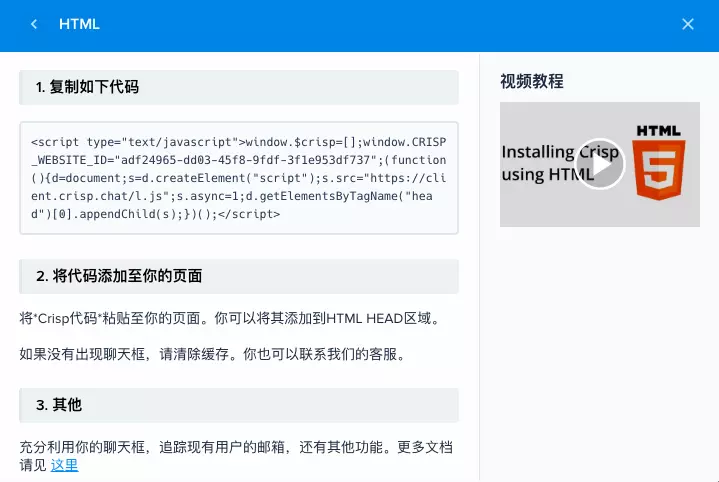 HTML
1. 复制如下代码
<script type="text/javascript">window.$crisp=[];window.CRISP
_WEBSITE_ID="adf24965-dd03-45f8-9fdf-3f1e953df737";(function
(){d=document;s=d.createElement("script");s.src="https://cli
ent.crisp.chat/l.js";s.async=1;d.getElementsByTagName("hea
d")[0].appendChild(s);})();</script>
2. 将代码添加至你的页面
将*Crisp代码*粘贴至你的页面。你可以将其添加到HTML HEAD区域。
如果没有出现聊天框，请清除缓存。你也可以联系我们的客服。
3. 其他
充分利用你的聊天框，追踪现有用户的邮箱，还有其他功能。更多文档
请见 这里
视频教程
Installing Crisp
using HTML
HTML
5